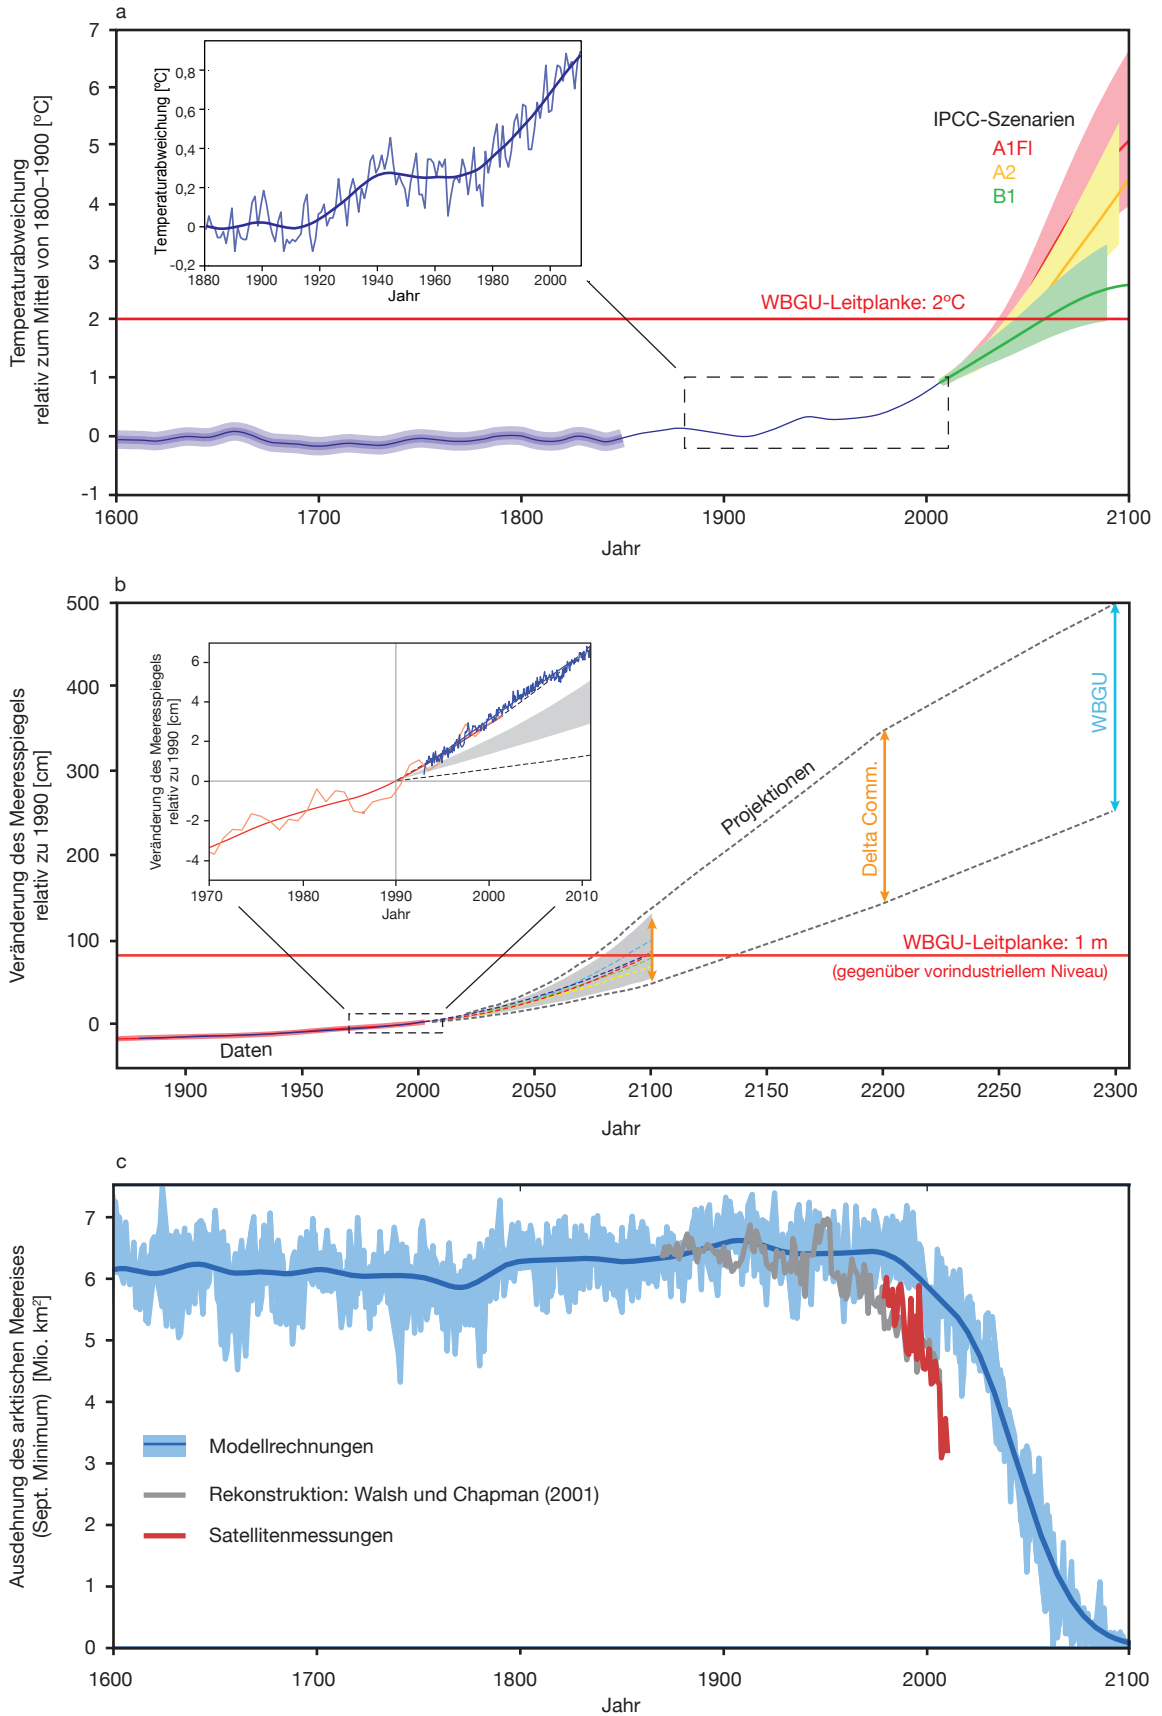 a
7
6
5
4
3
2
1
0
-1
Temperaturabweichung
relativ zum Mittel von 1800–1900 [ºC]
1600
1700
1800
1900
2000
2100
Jahr
Temperaturabweichung [ºC]
0,8
0,6
0,4
0,2
0
-0,2
1880
1900
1920
1940
1960
1980
2000
Jahr
IPCC-Szenarien
A1FI
A2
B1
WBGU-Leitplanke: 2ºC
b
500
400
300
200
100
0
Veränderung des Meeresspiegels
relativ zu 1990 [cm]
1900
1950
2000
2050
2100
2150
2200
2250
2300
Jahr
Veränderung des Meeresspiegels
relativ zu 1990 [cm]
6
4
2
0
-2
-4
1970
1980
1990
2000
2010
Jahr
Projektionen
Delta Comm.
WBGU
WBGU-Leitplanke: 1 m
(gegenüber vorindustriellem Niveau)
Daten
c
7
6
5
4
3
2
1
0
Ausdehnung des arktischen Meereises
(Sept. Minimum) [Mio. km²]
Modellrechnungen
Rekonstruktion: Walsh und Chapman (2001)
Satellitenmessungen
1600
1700
1800
1900
2000
2100
Jahr